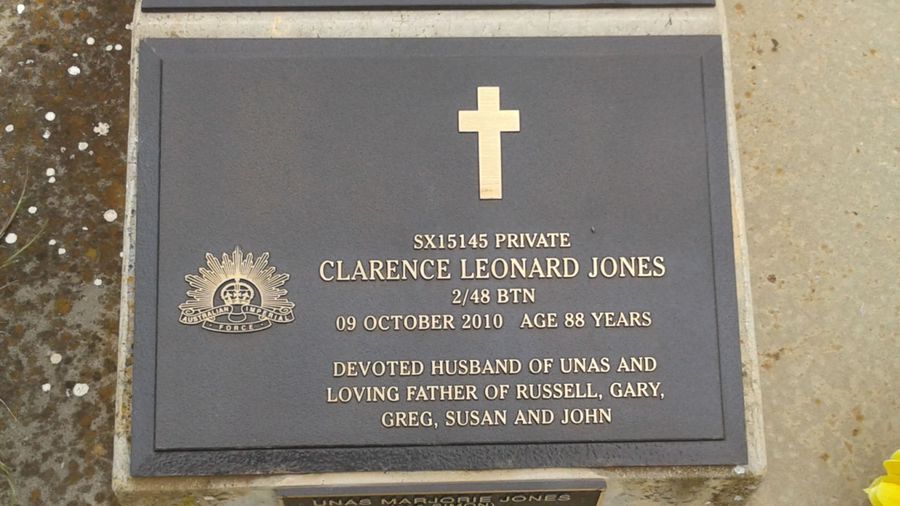 SX15145 PRIVATE
CLARENCE LEONARD JONES
2/48 BTN
09 OCTOBER 2010 AGE 88 YEARS
AUSTRALIAN IMPERIAL
FORCE
DEVOTED HUSBAND OF UNAS AND
LOVING FATHER OF RUSSELL, GARY,
GREG, SUSAN AND JOHN
UNAS MARJORIE JONES